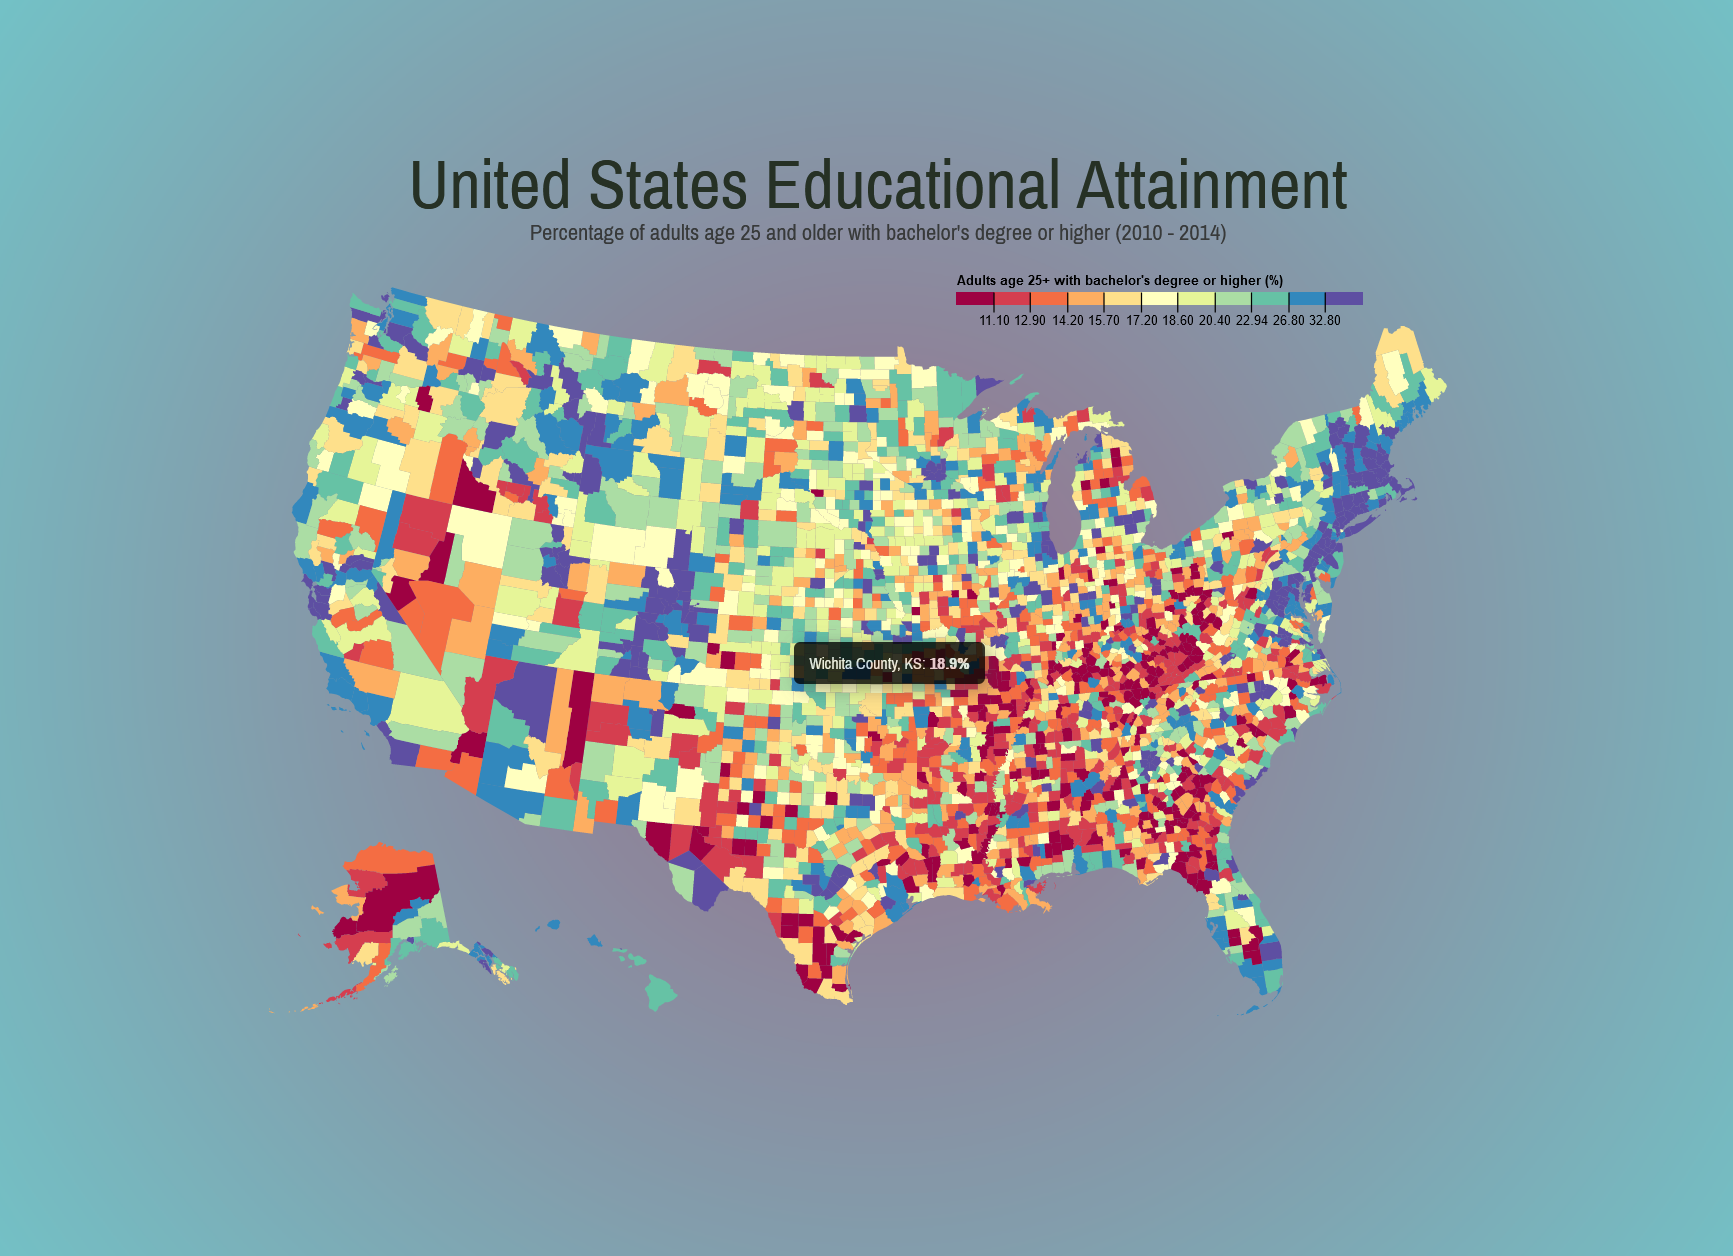 United States Educational Attainment
Percentage of adults age 25 and older with bachelor's degree or higher (2010 - 2014)
Adults age 25+ with bachelor's degree or higher (%)
11.10 12.90 14.20 15.70 17.20 18.60 20.40 22.94 26.80 32.80
Wichita County, KS: 18.9%